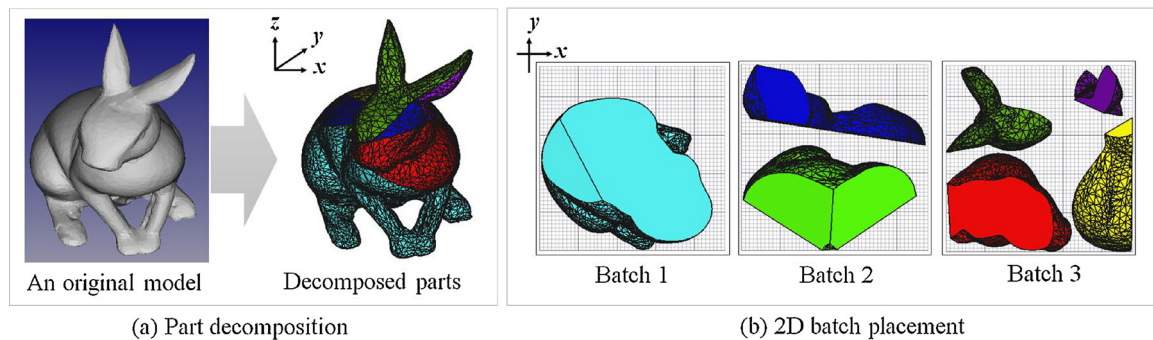 z
y
x
An original model
Decomposed parts
(a) Part decomposition
y
x
Batch 1
Batch 2
Batch 3
(b) 2D batch placement